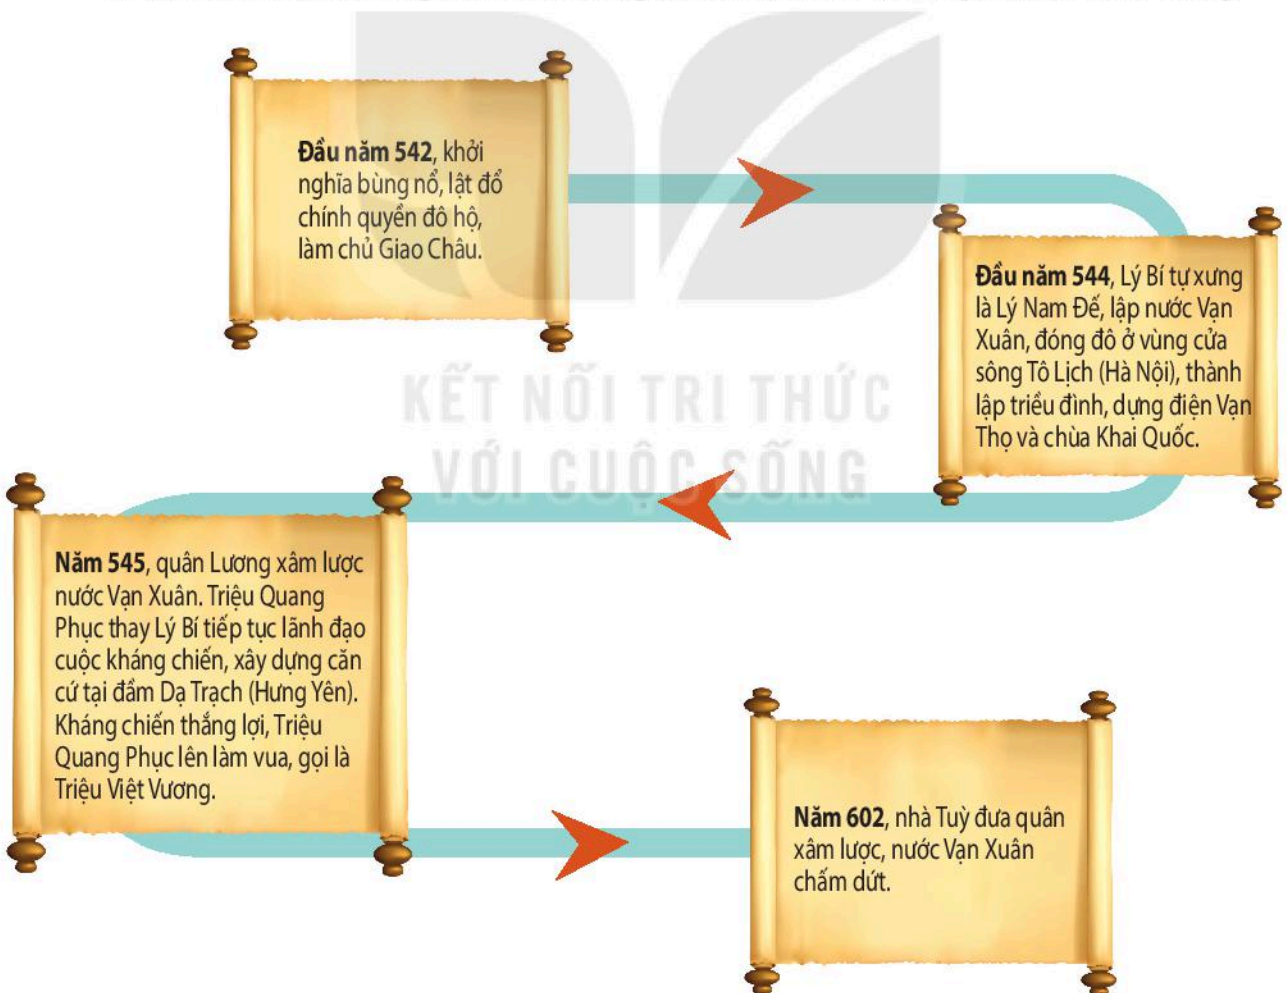 Đầu năm 542, khởi
nghĩa bùng nổ, lật đổ
chính quyền đô hộ,
làm chủ Giao Châu.
Đầu năm 544, Lý Bí tự xưng
là Lý Nam Đế, lập nước Vạn
Xuân, đóng đô ở vùng cửa
sông Tô Lịch (Hà Nội), thành
lập triều đình, dựng điện Vạn
Thọ và chùa Khai Quốc.
KẾT NỐI TRI THỨC
VỚI CUỘC SỐNG
Năm 545, quân Lương xâm lược
nước Vạn Xuân. Triệu Quang
Phục thay Lý Bí tiếp tục lãnh đạo
cuộc kháng chiến, xây dựng căn
cứ tại đầm Dạ Trạch (Hưng Yên).
Kháng chiến thắng lợi, Triệu
Quang Phục lên làm vua, gọi là
Triệu Việt Vương.
Năm 602, nhà Tuỳ đưa quân
xâm lược, nước Vạn Xuân
chấm dứt.